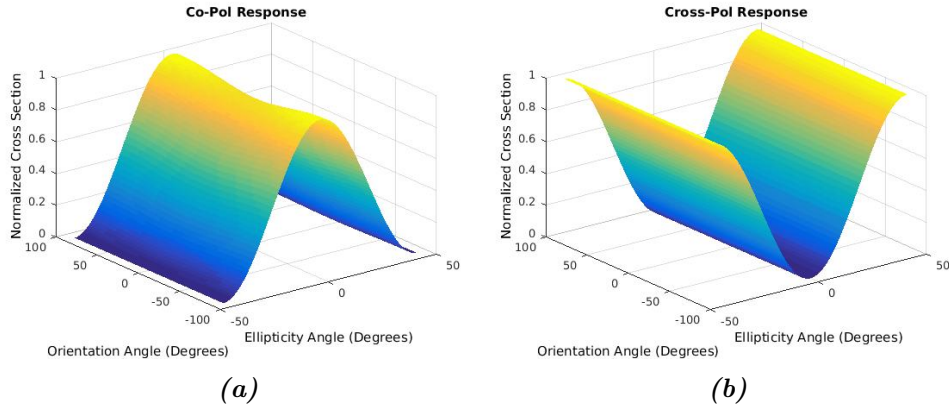 Co-Pol Response
Normalized Cross Section
1
0.8
0.6
0.4
0.2
0
100
50
0
-50
-100
-50
0
50
Orientation Angle (Degrees)
Ellipticity Angle (Degrees)
(a)
Cross-Pol Response
Normalized Cross Section
1
0.8
0.6
0.4
0.2
0
100
50
0
-50
-100
-50
0
50
Orientation Angle (Degrees)
Ellipticity Angle (Degrees)
(b)